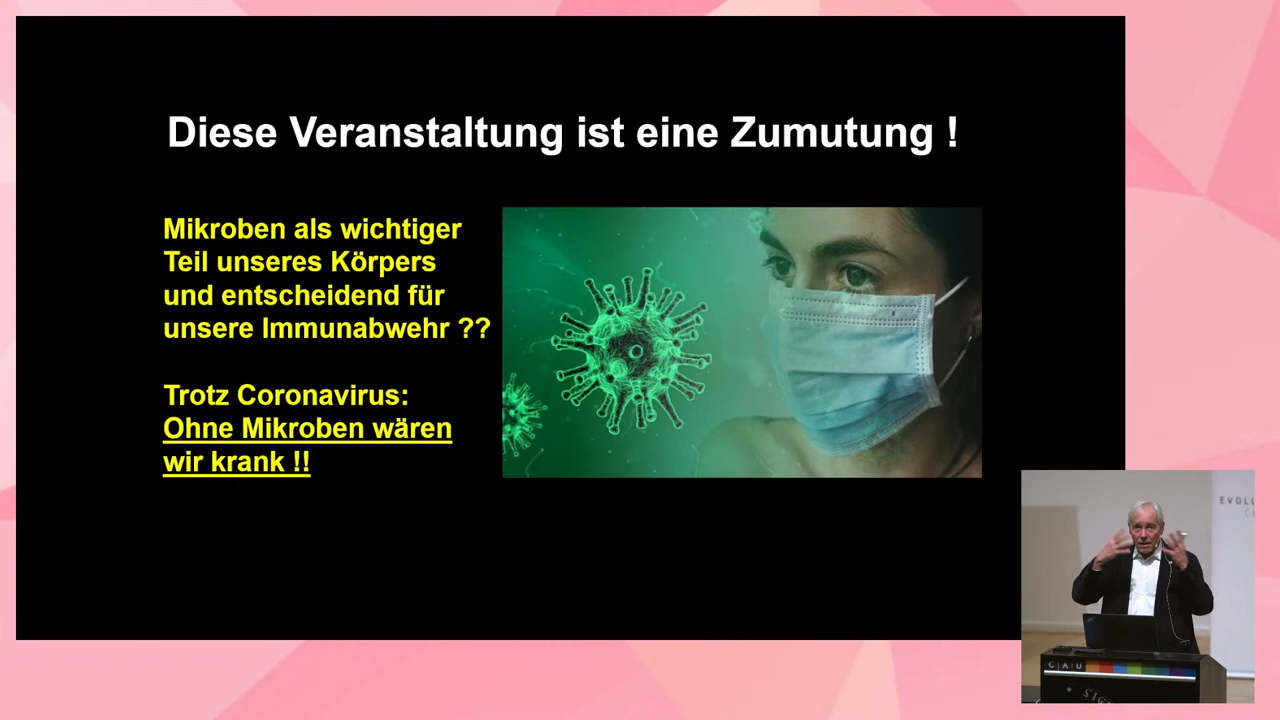 Diese Veranstaltung ist eine Zumutung !
Mikroben als wichtiger
Teil unseres Körpers
und entscheidend für
unsere Immunabwehr ??
Trotz Coronavirus:
Ohne Mikroben wären
wir krank !!
C|A|U